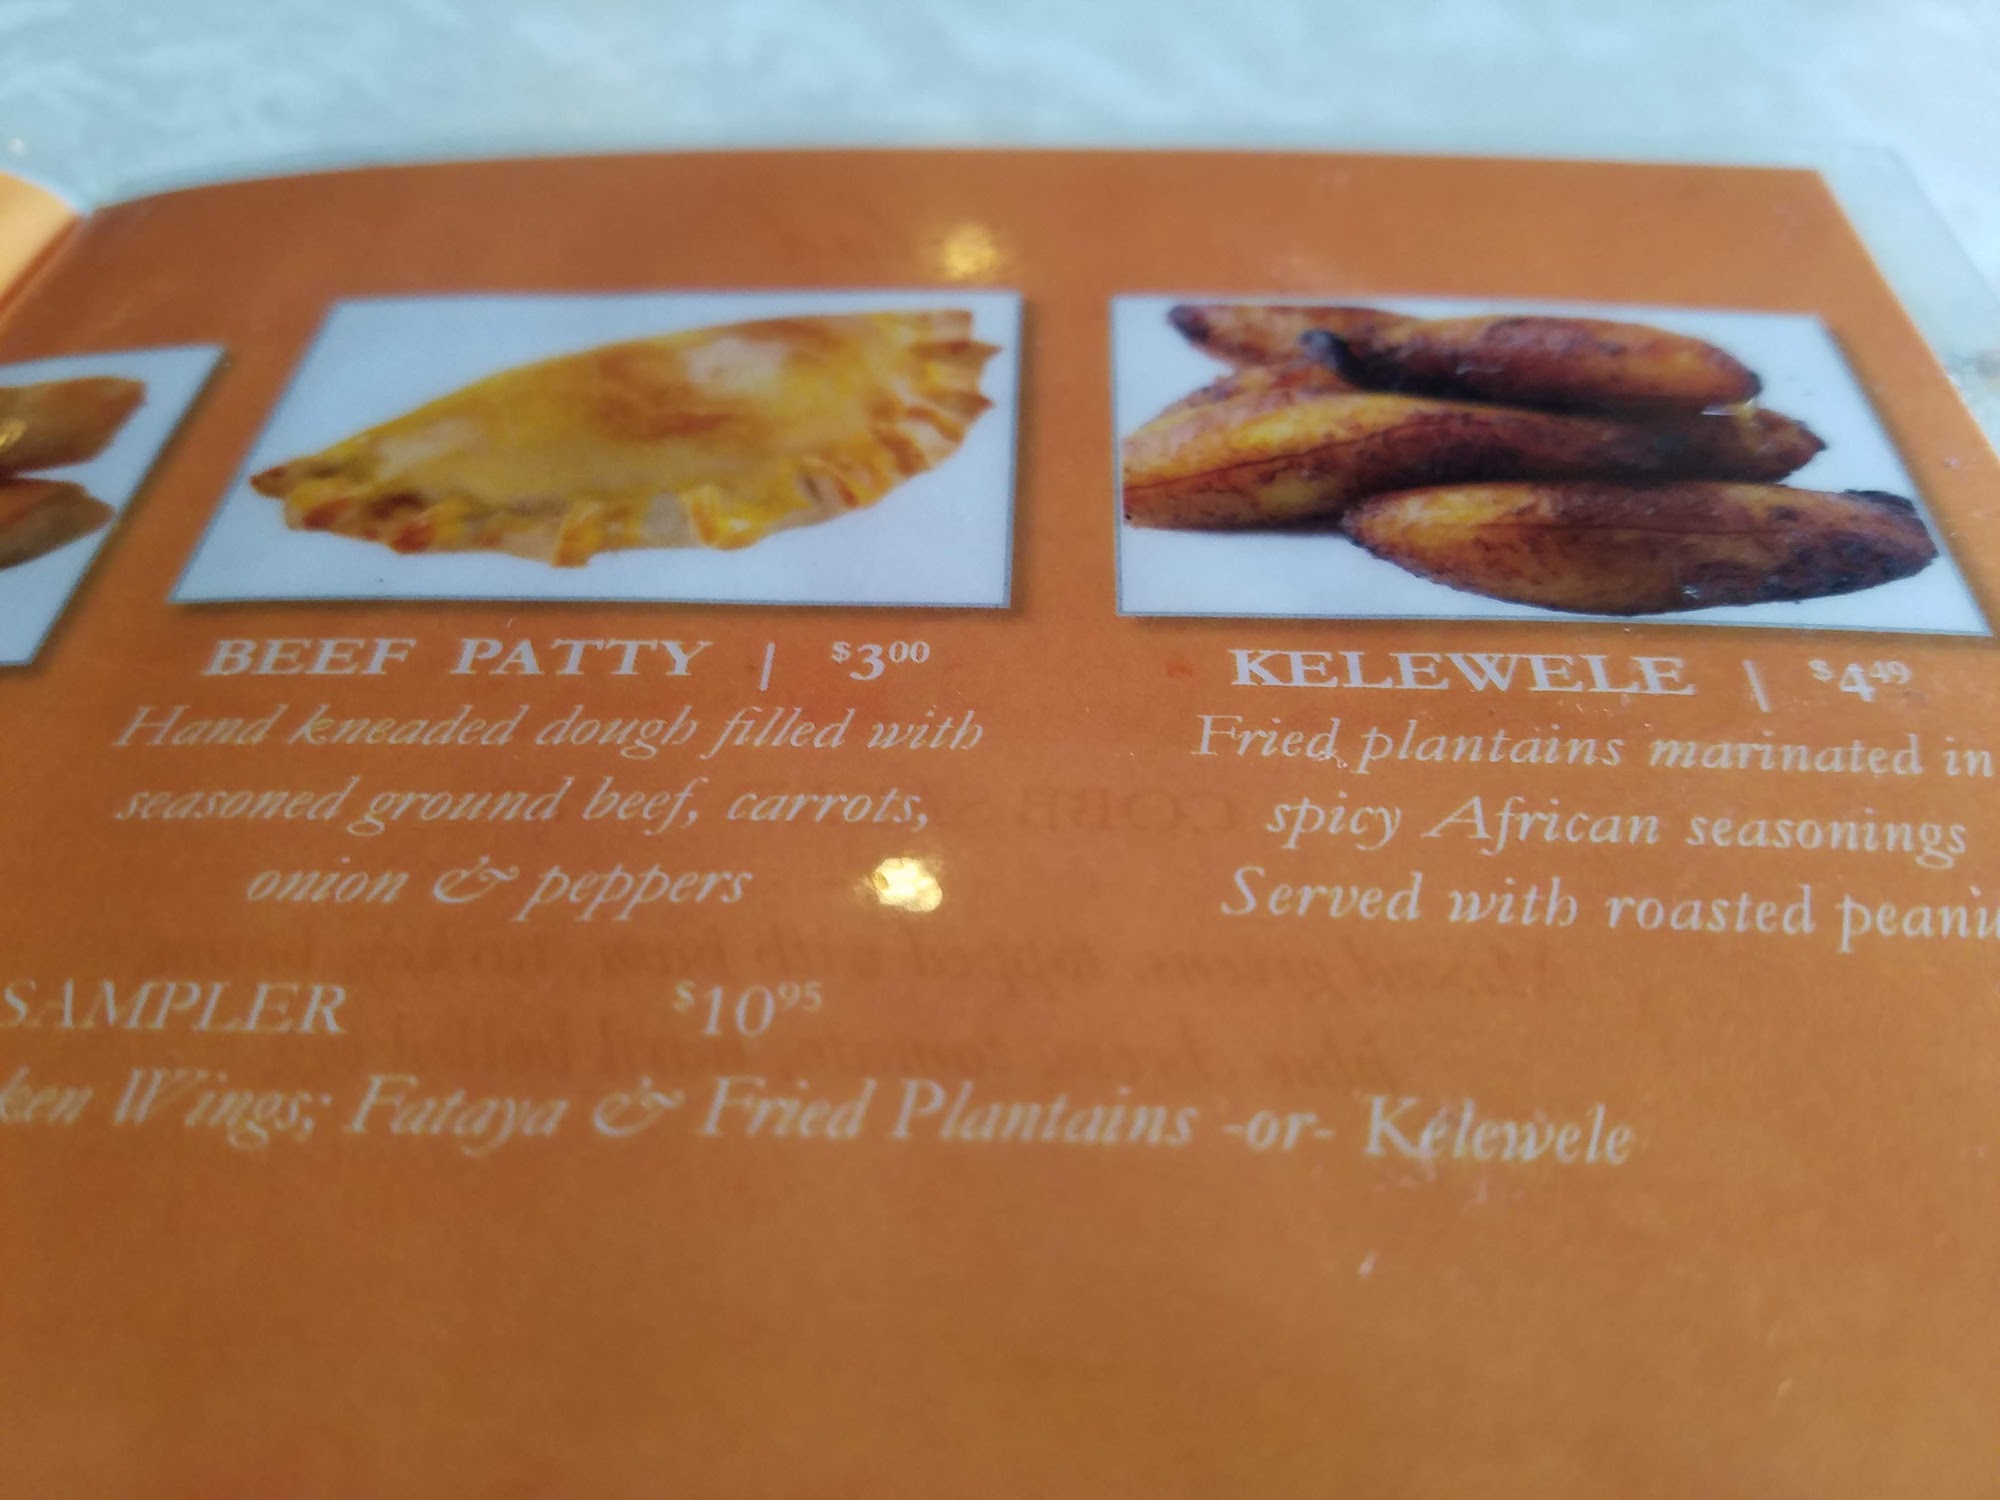 BEEF PATTY | $3.00
Hand kneaded dough filled with
seasoned ground beef, carrots,
onion & peppers
KELEWELE | $4.49
Fried plantains marinated in
spicy African seasonings
Served with roasted
SAMPLER $10.95
Wings; Fataya & Fried Plantains -or- Kelewele